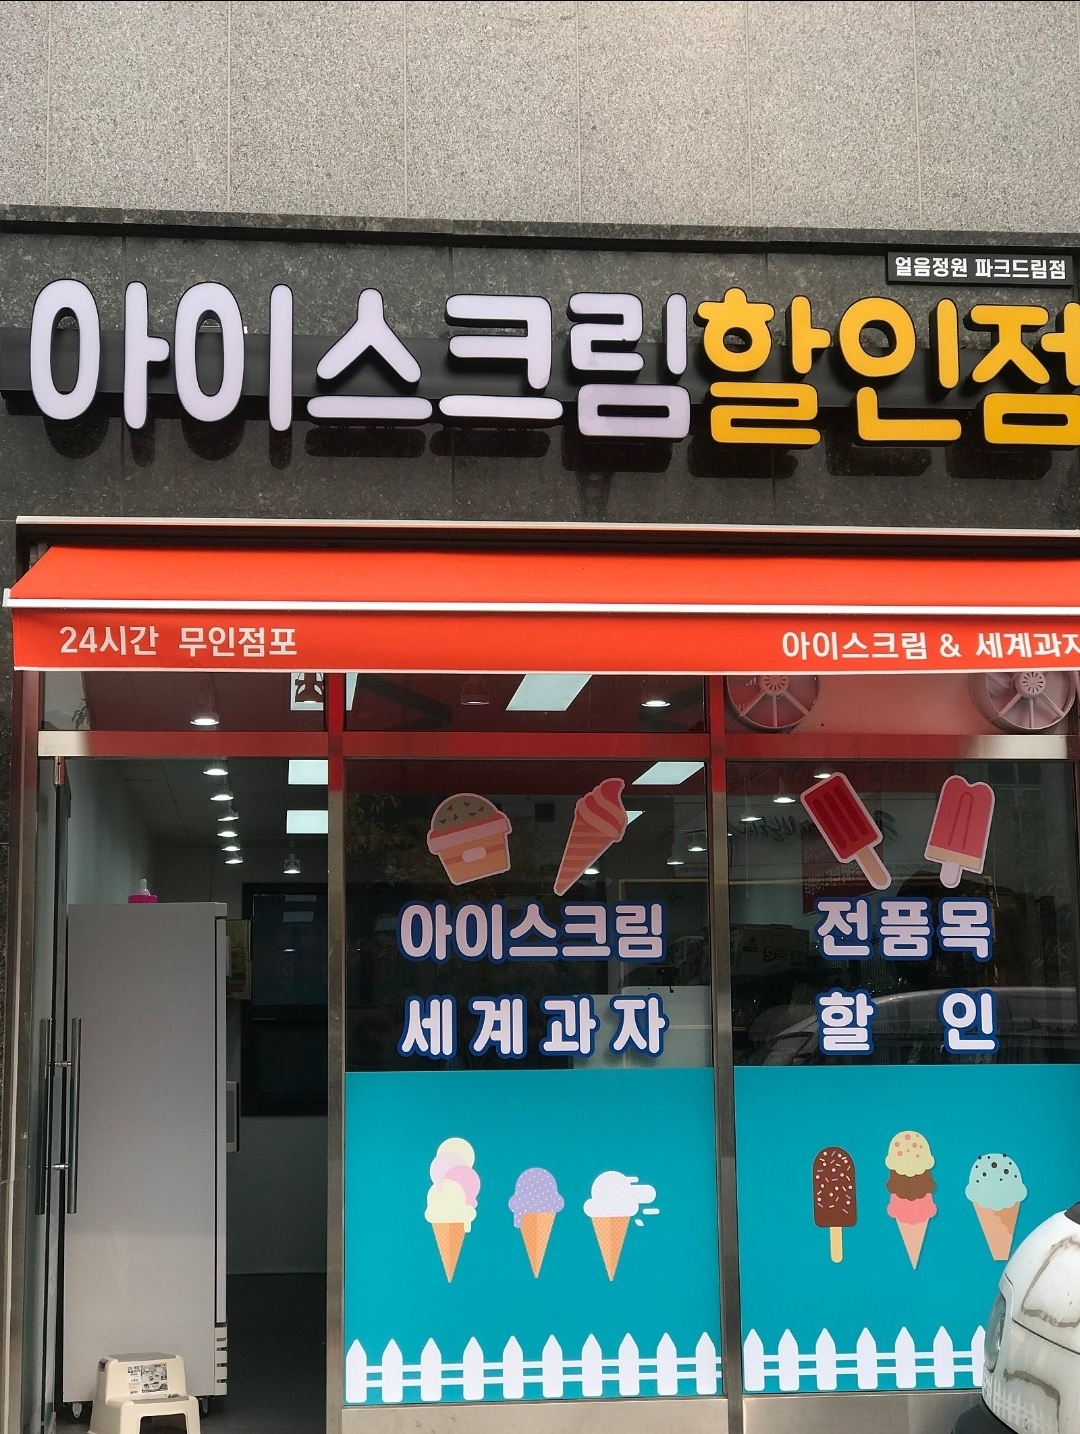 얼음정원 파크드림점
아이스크림할인점
24시간 무인점포
아이스크림 & 세계과자
아이스크림
세계과자
전품목
할인